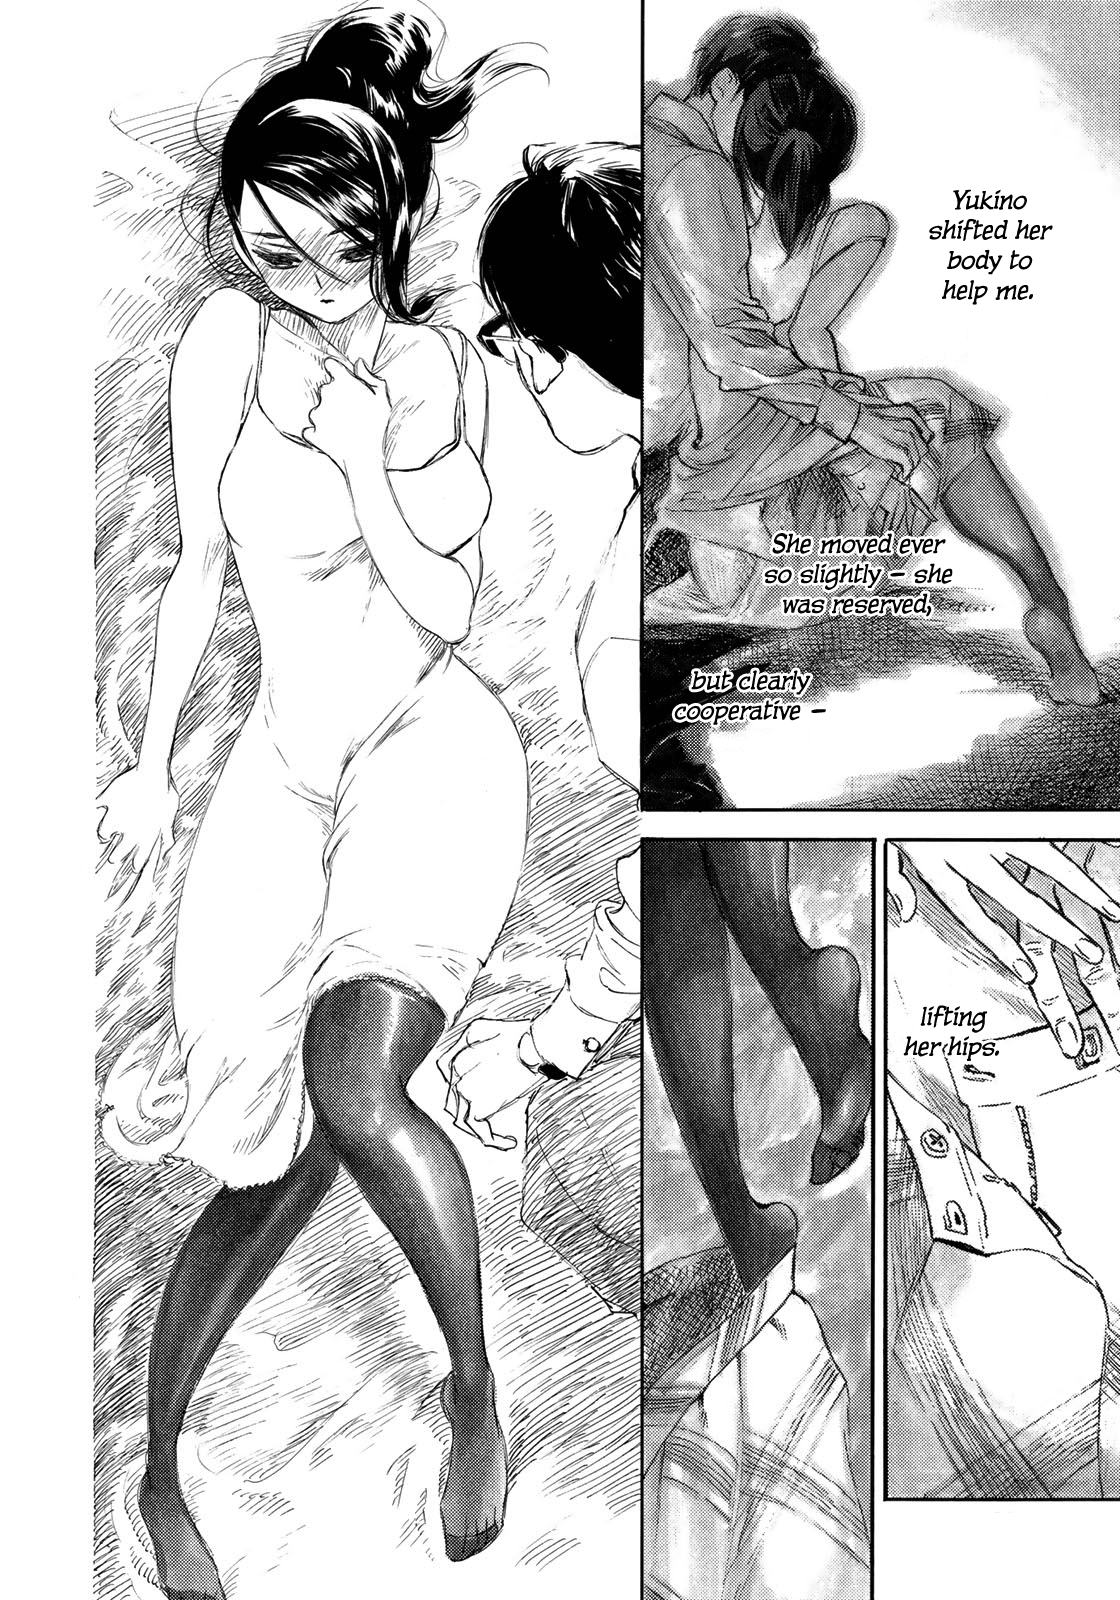 Yukino
shifted her
body to
help me.
She moved ever
so slightly – she
was reserved,
but clearly
cooperative –
lifting
her hips.